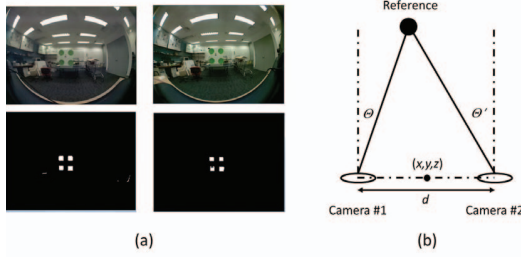 Reference
Θ
Θ'
(x,y,z)
d
Camera #1
Camera #2
(a)
(b)